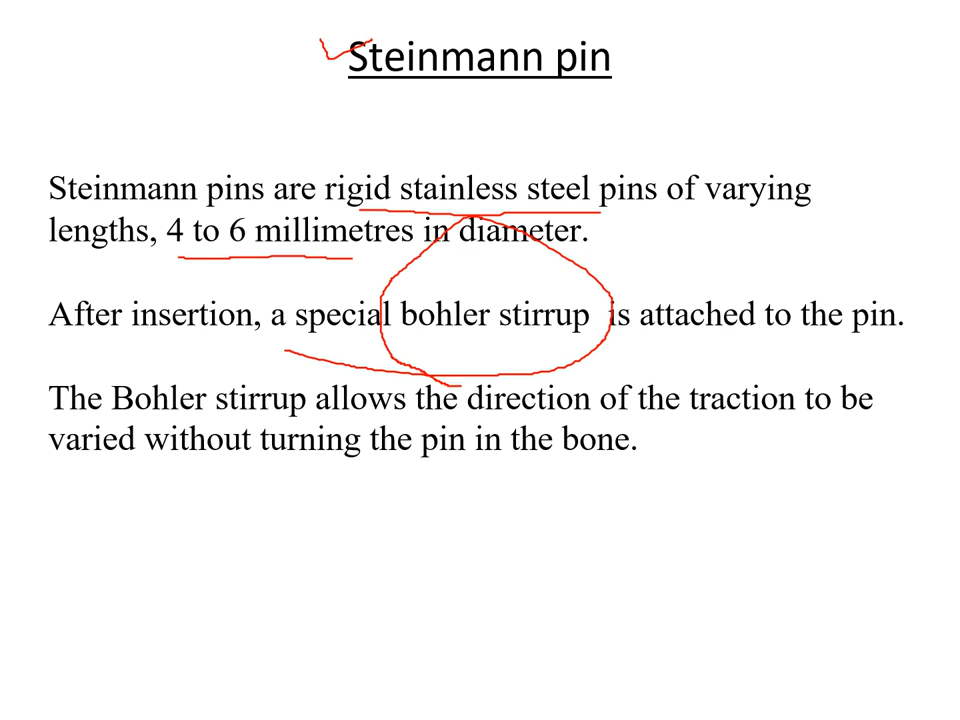 Steinmann pin
Steinmann pins are rigid stainless steel pins of varying
lengths, 4 to 6 millimetres in diameter.
After insertion, a special bohler stirrup is attached to the pin.
The Bohler stirrup allows the direction of the traction to be
varied without turning the pin in the bone.